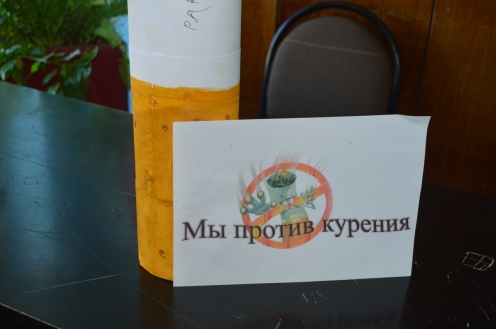 Мы против курения